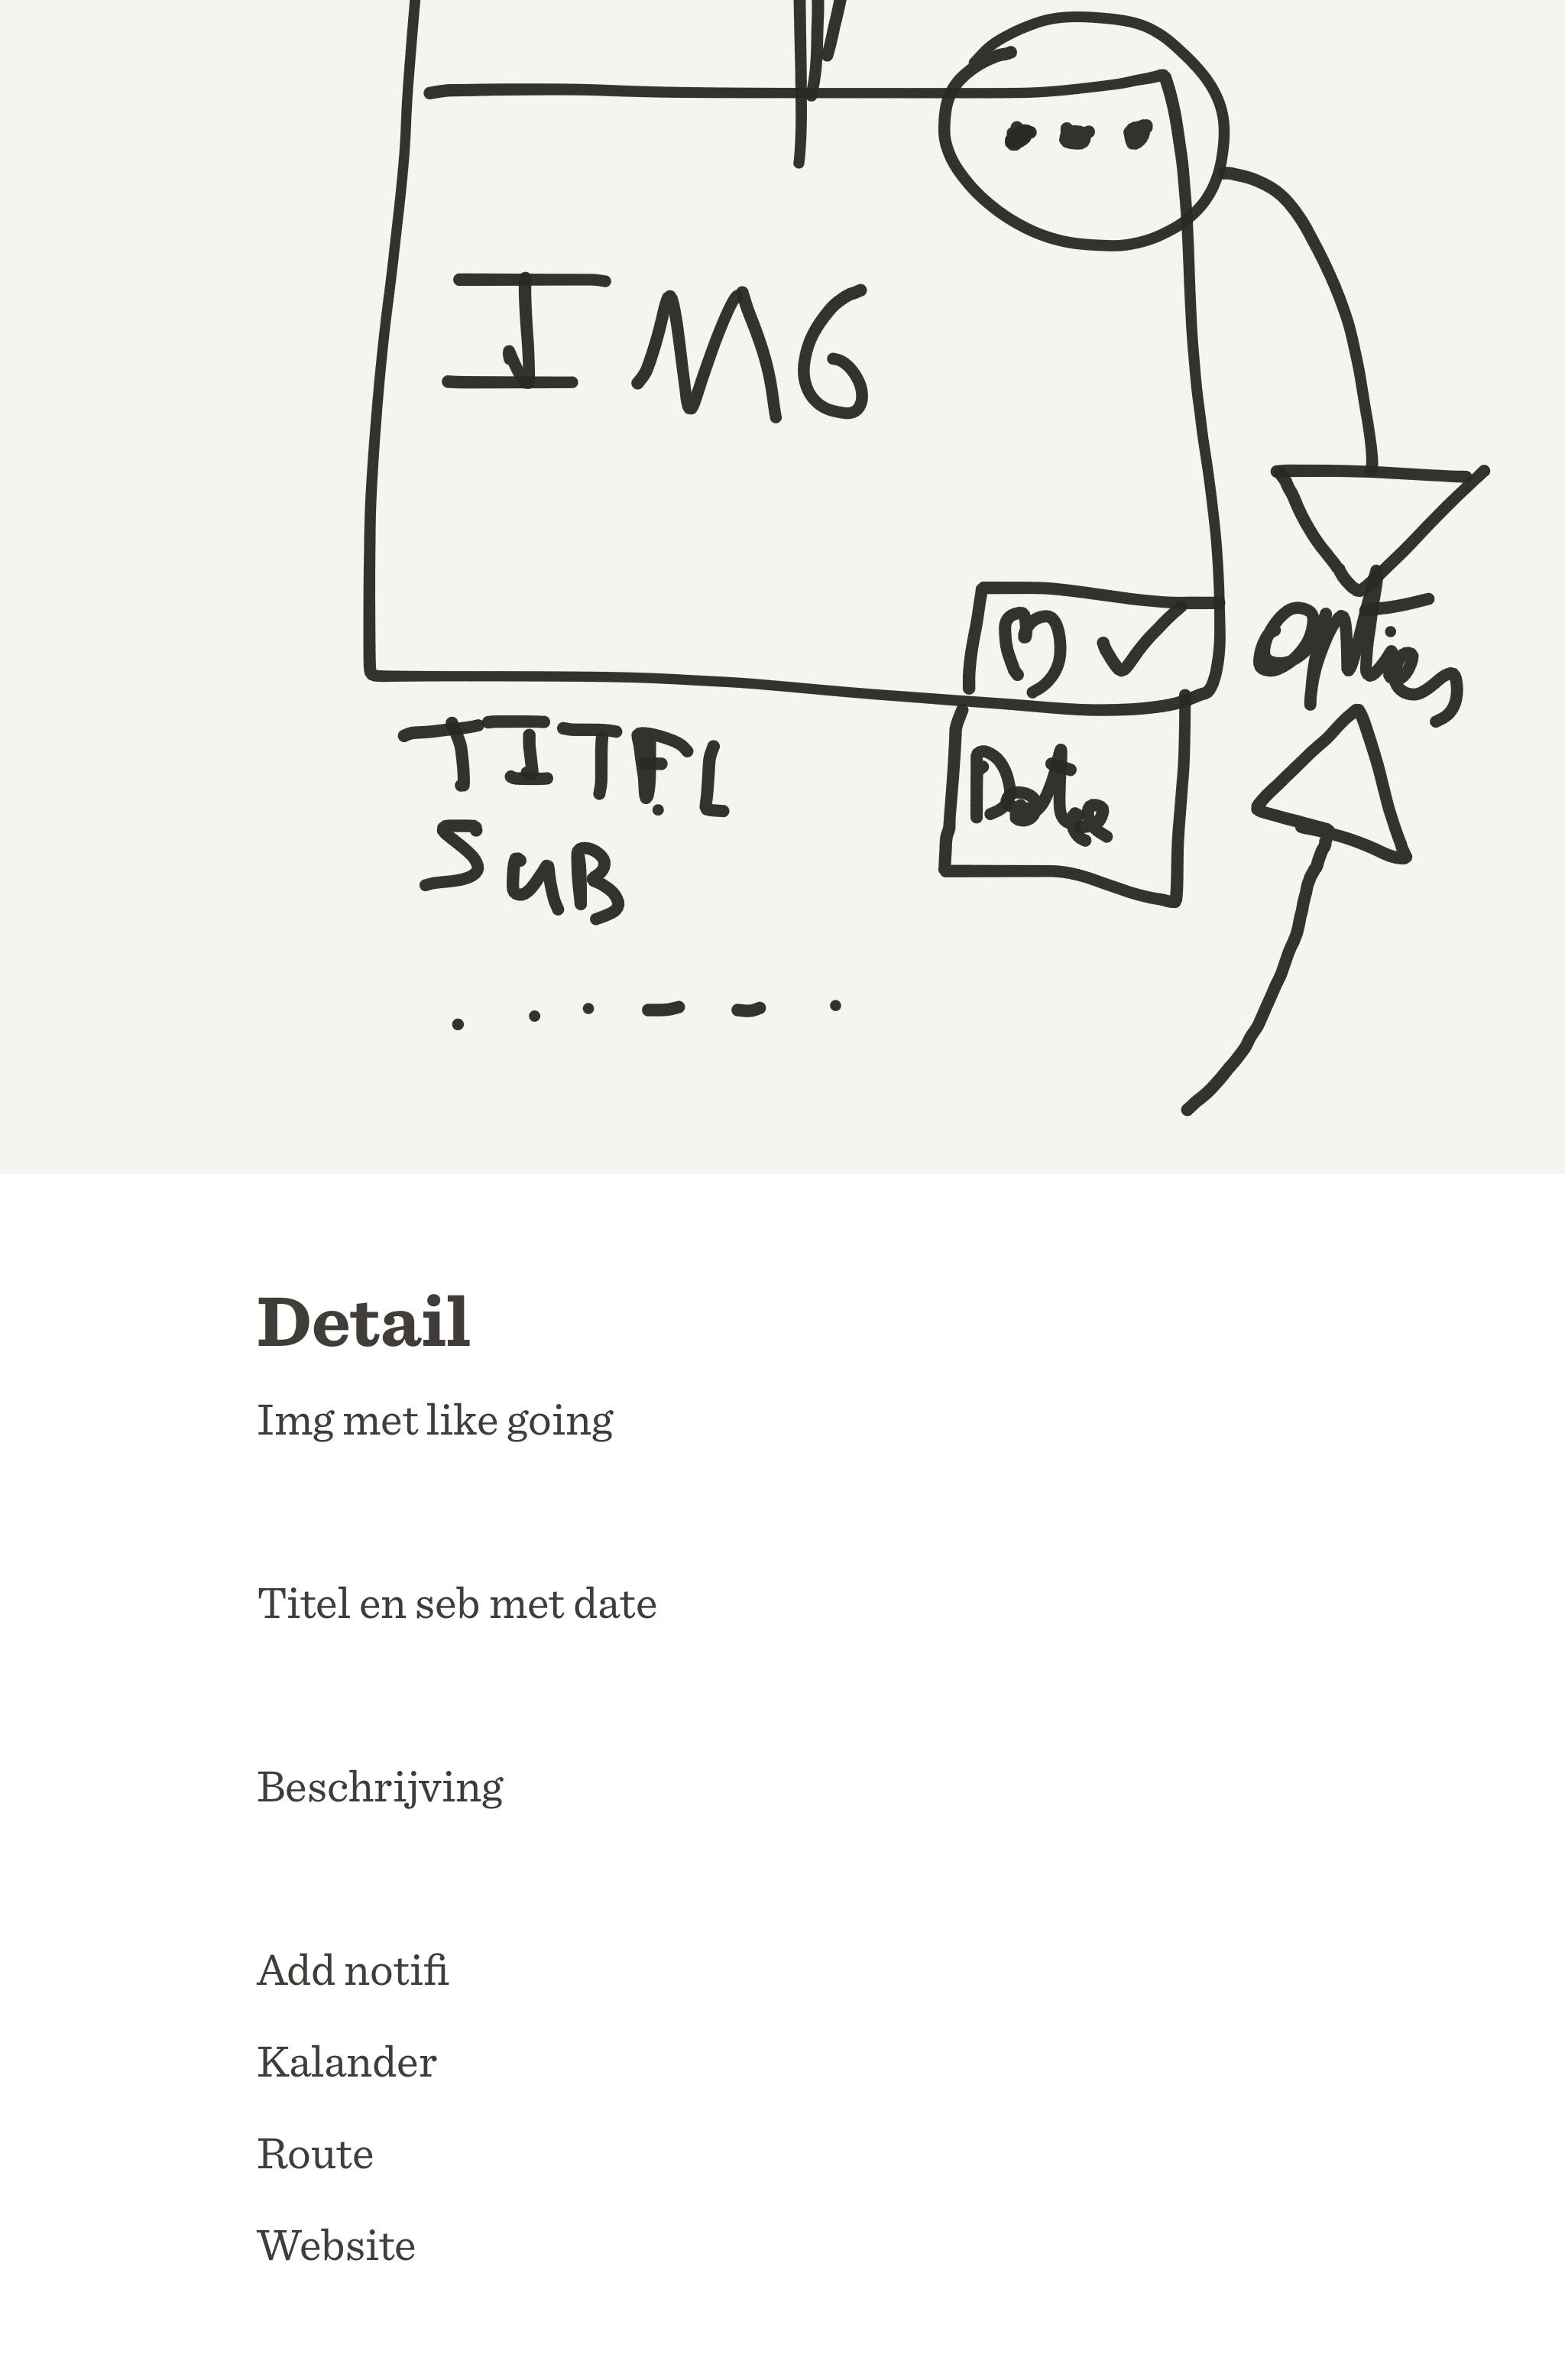 IMG
Opties
TITEL
Date
SUB
Detail
Img met like going
Titel en seb met date
Beschrijving
Add notifi
Kalander
Route
Website